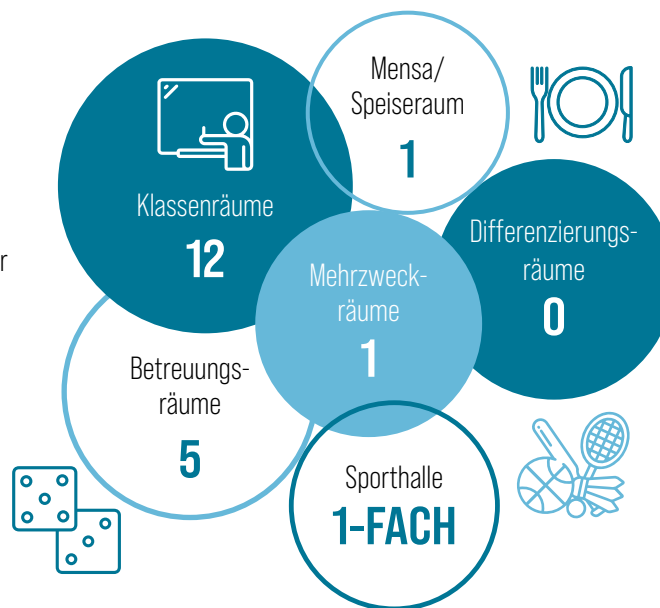 Mensa/
Speiseraum
1
Klassenräume
12
Differenzierungs-
räume
0
r
Mehrzweck-
räume
1
Betreuungs-
räume
5
Sporthalle
1-FACH